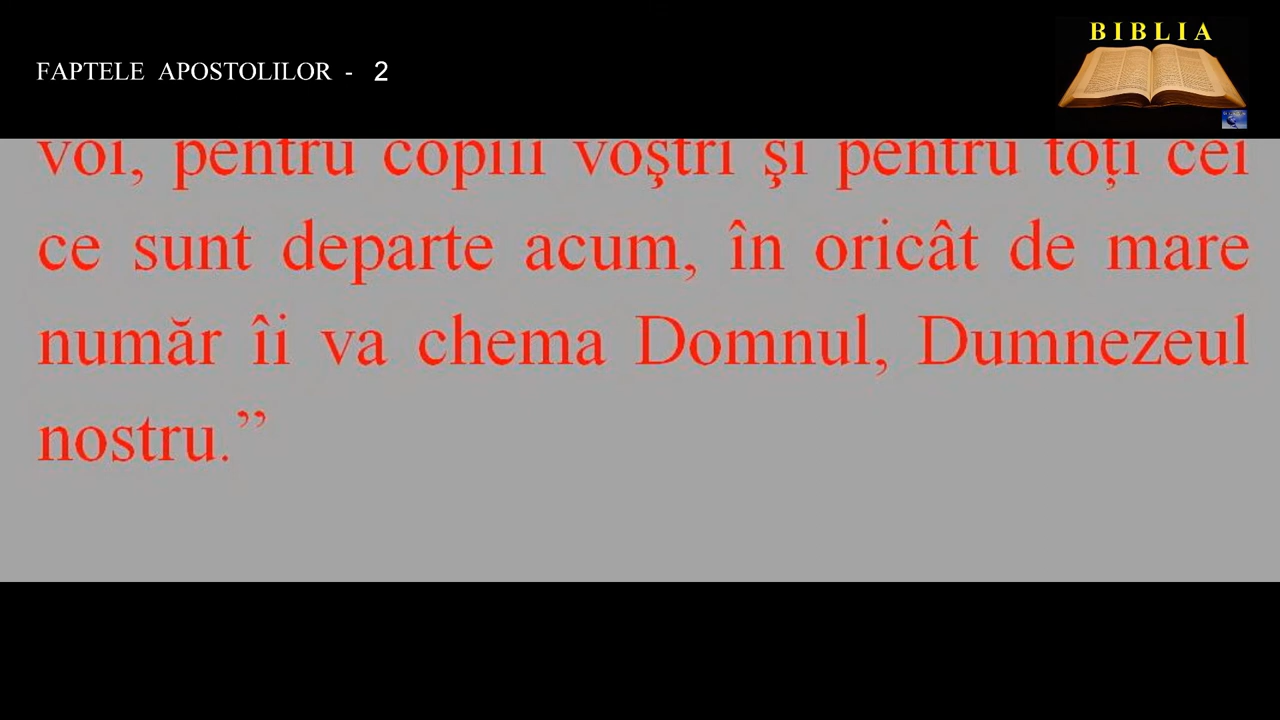 BIBLIA
FAPTELE APOSTOLILOR - 2
voi, pentru copiii voştri şi pentru toţi cei
ce sunt departe acum, în oricât de mare
număr îi va chema Domnul, Dumnezeul
nostru.”